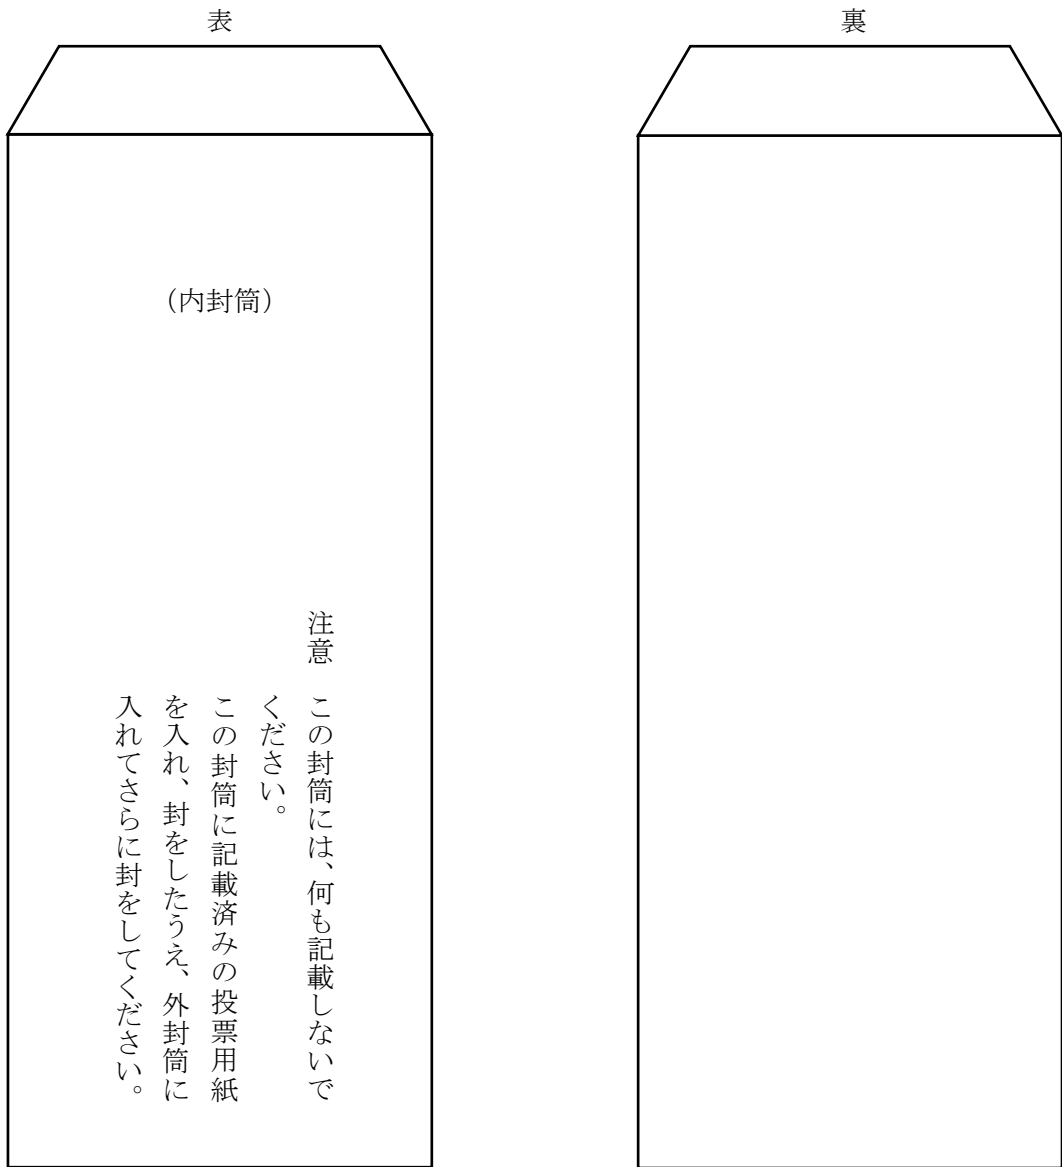 表
裏
（内封筒）
注意　この封筒には、何も記載しないで
ください。
この封筒に記載済みの投票用紙
を入れ、封をしたうえ、外封筒に
入れてさらに封をしてください。